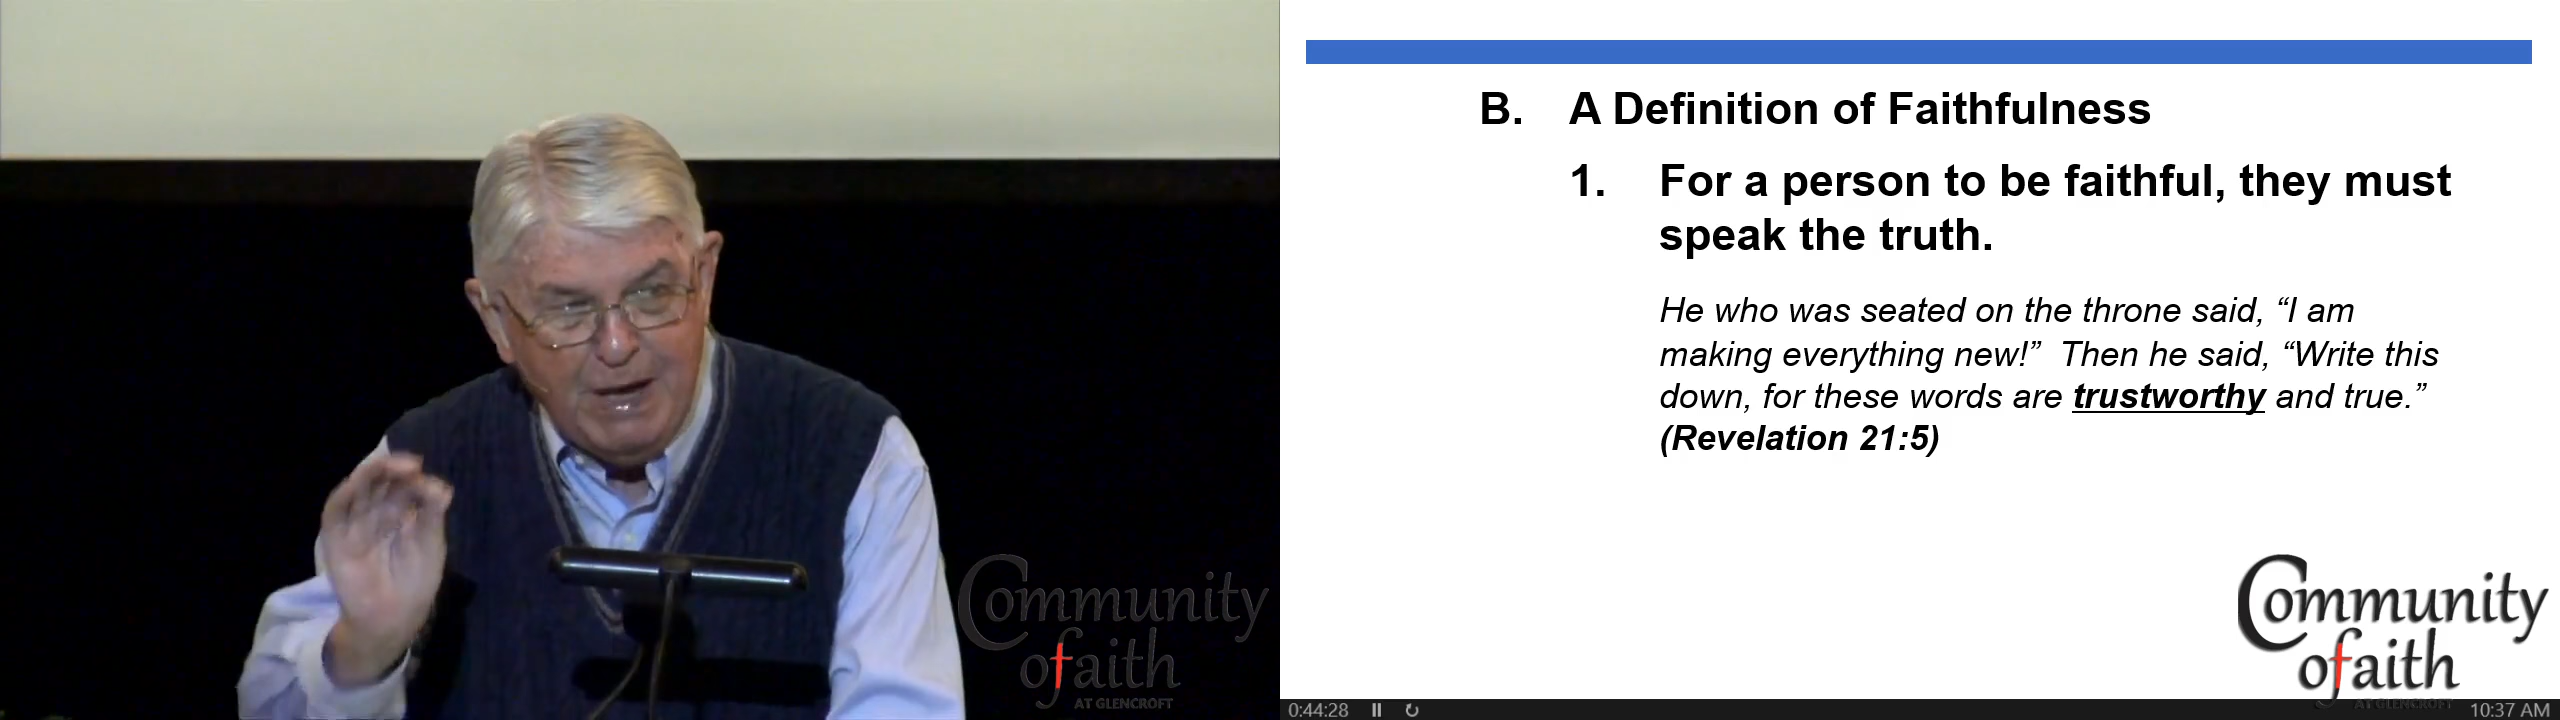 B. A Definition of Faithfulness
1. For a person to be faithful, they must
speak the truth.
He who was seated on the throne said, “I am
making everything new!”  Then he said, “Write this
down, for these words are trustworthy and true.”
(Revelation 21:5)
Community
of faith
AT GLENCROFT
Community
of faith
AT GLENCROFT
0:44:28
10:37 AM